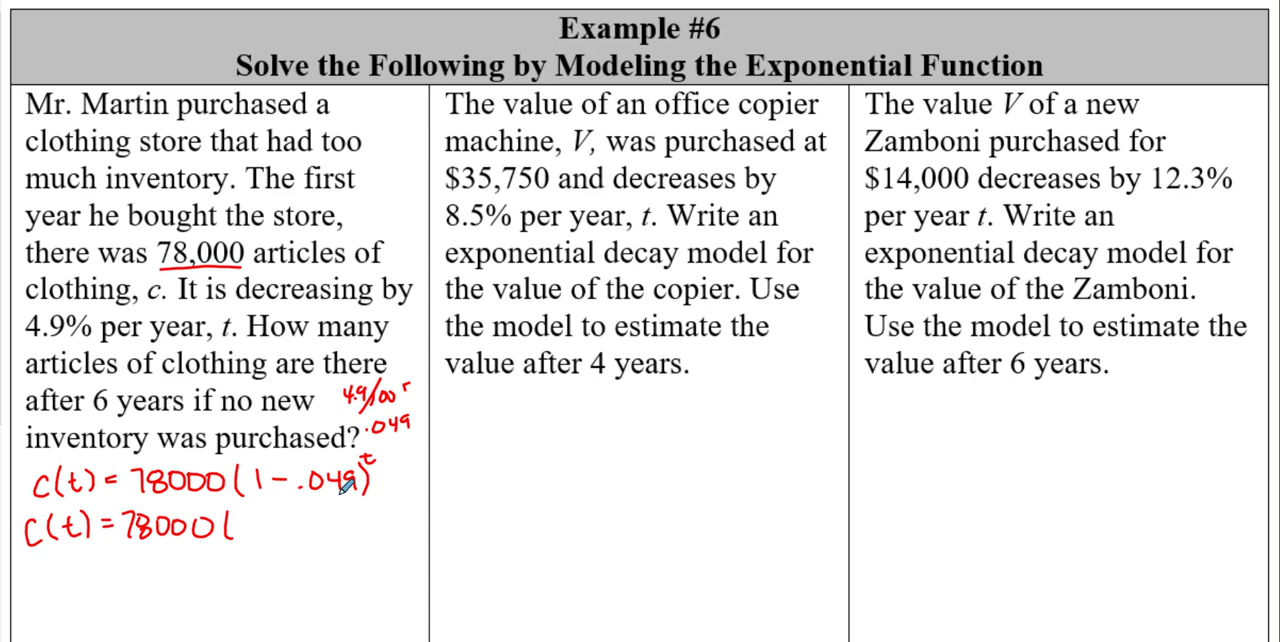 Example #6
Solve the Following by Modeling the Exponential Function
Mr. Martin purchased a
clothing store that had too
much inventory. The first
year he bought the store,
there was 78,000 articles of
clothing, c. It is decreasing by
4.9% per year, t. How many
articles of clothing are there
after 6 years if no new
inventory was purchased?
4.9/100 r
.049
c(t) = 78000(1 - .049)^t
c(t) = 78000(
The value of an office copier
machine, V, was purchased at
$35,750 and decreases by
8.5% per year, t. Write an
exponential decay model for
the value of the copier. Use
the model to estimate the
value after 4 years.
The value V of a new
Zamboni purchased for
$14,000 decreases by 12.3%
per year t. Write an
exponential decay model for
the value of the Zamboni.
Use the model to estimate the
value after 6 years.